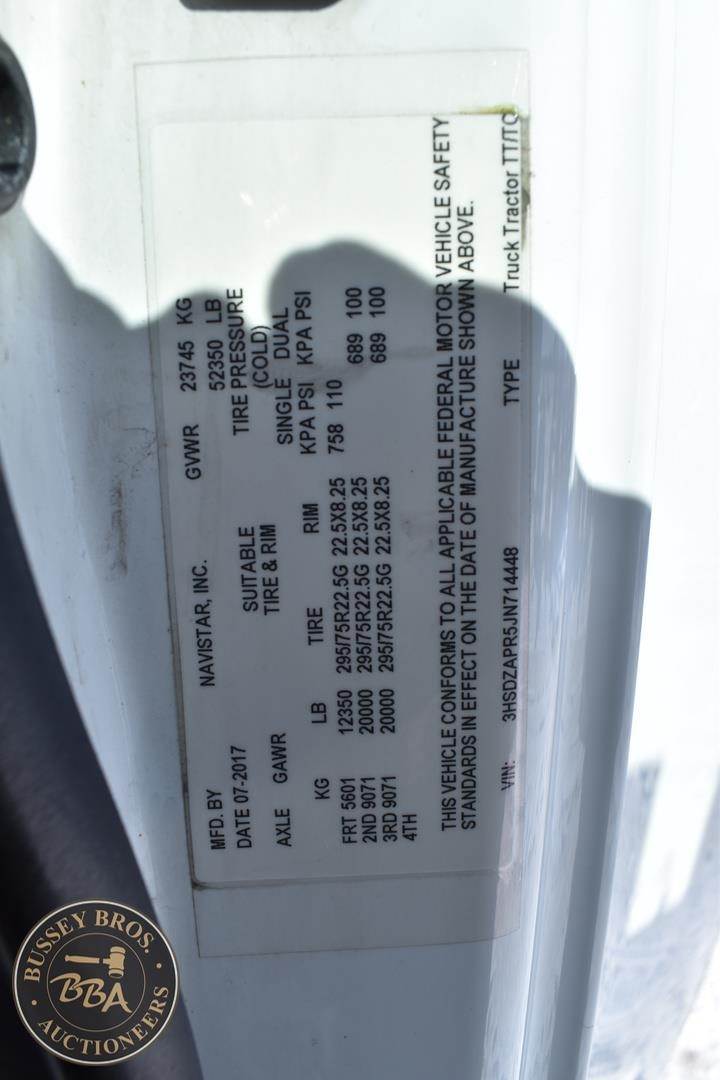 MFD. BY NAVISTAR, INC. GVWR 23745 KG
DATE 07-2017 52350 LB
SUITABLE TIRE PRESSURE
AXLE GAWR TIRE & RIM (COLD)
SINGLE DUAL
KG LB TIRE RIM KPA PSI KPA PSI
FRT 5601 12350 295/75R22.5G 22.5X8.25 758 110
2ND 9071 20000 295/75R22.5G 22.5X8.25 689 100
3RD 9071 20000 295/75R22.5G 22.5X8.25 689 100
4TH
THIS VEHICLE CONFORMS TO ALL APPLICABLE FEDERAL MOTOR VEHICLE SAFETY
STANDARDS IN EFFECT ON THE DATE OF MANUFACTURE SHOWN ABOVE.
VIN: 3HSDZAPR5JN714448 TYPE Truck Tractor TT/TC
BUSSEY BROS.
BBA
AUCTIONEERS